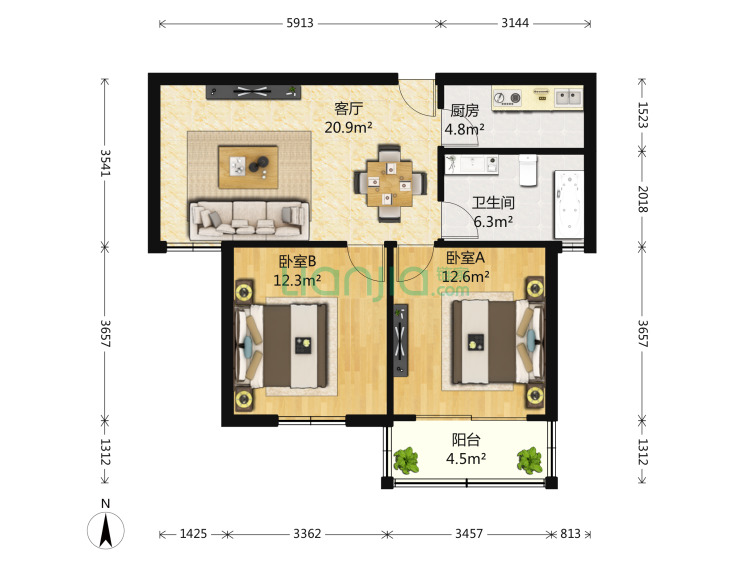 5913
3144
客厅
20.9m²
厨房
4.8m²
3541
1523
卫生间
6.3m²
2018
卧室B
12.3m²
卧室A
12.6m²
lianjia 链家.com
3657
3657
阳台
4.5m²
1312
1312
N
1425
3362
3457
813